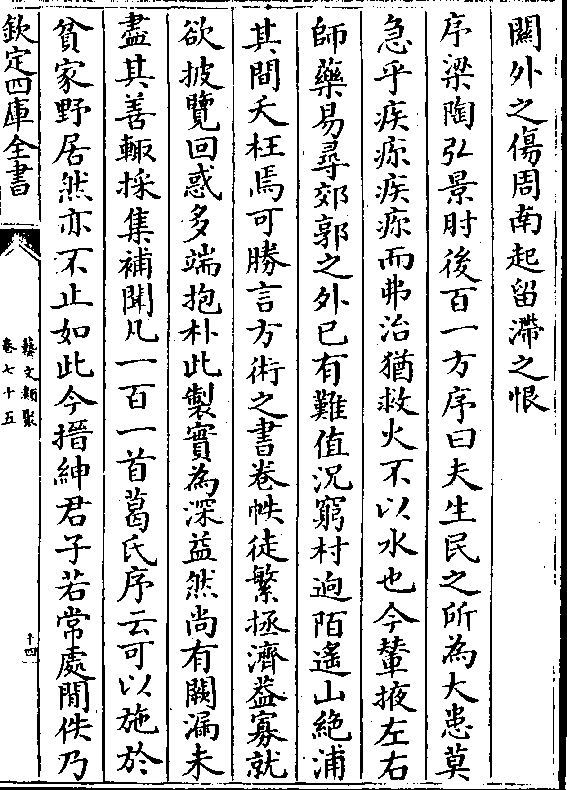 關外之傷周南起留滯之恨
序梁陶弘景肘後百一方序曰夫生民之所為大患莫
急乎疾疢疾疢而弗治猶救火不以水也今輦掖左右
師藥易尋郊郭之外已有難值況窮村迥陌遙山絶浦
其間夭枉焉可勝言方術之書卷帙徒繁拯濟葢寡就
欲披覽回惑多端抱朴此製實為深益然尚有闕漏未
盡其善輙採集補闕凡一百一首葛氏序云可以施於
貧家野居然亦不止如此今搢紳君子若常處閒佚乃
欽定四庫全書
藝文類聚
卷七十五
十四